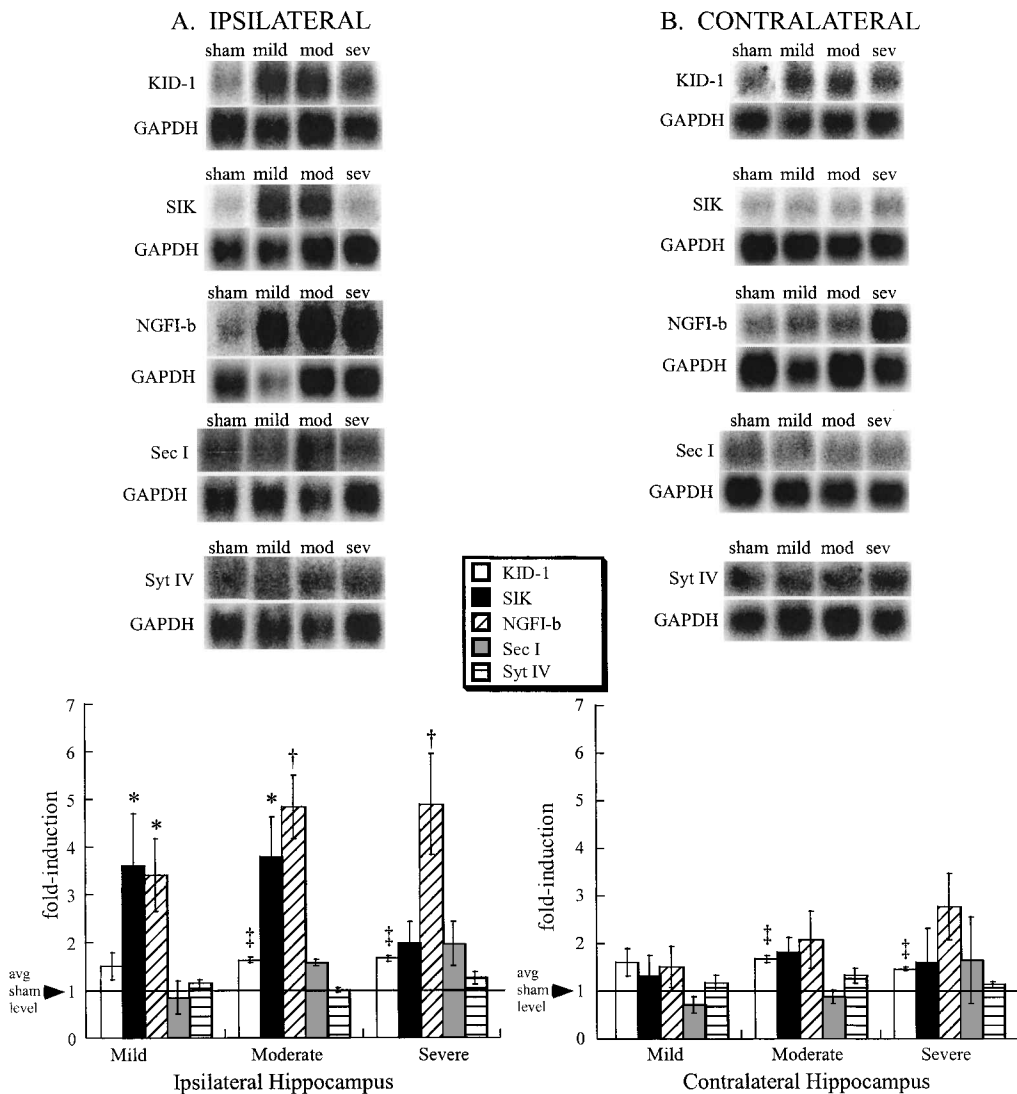 A. IPSILATERAL
sham mild mod sev
KID-1
GAPDH
sham mild mod sev
SIK
GAPDH
sham mild mod sev
NGFI-b
GAPDH
sham mild mod sev
Sec I
GAPDH
sham mild mod sev
Syt IV
GAPDH
B. CONTRALATERAL
sham mild mod sev
KID-1
GAPDH
sham mild mod sev
SIK
GAPDH
sham mild mod sev
NGFI-b
GAPDH
sham mild mod sev
Sec I
GAPDH
sham mild mod sev
Syt IV
GAPDH
KID-1
SIK
NGFI-b
Sec I
Syt IV
7
6
5
4
3
2
1
0
fold-induction
avg
sham
level
* * ‡ * † ‡ †
Mild Moderate Severe
Ipsilateral Hippocampus
7
6
5
4
3
2
1
0
fold-induction
avg
sham
level
‡ ‡
Mild Moderate Severe
Contralateral Hippocampus